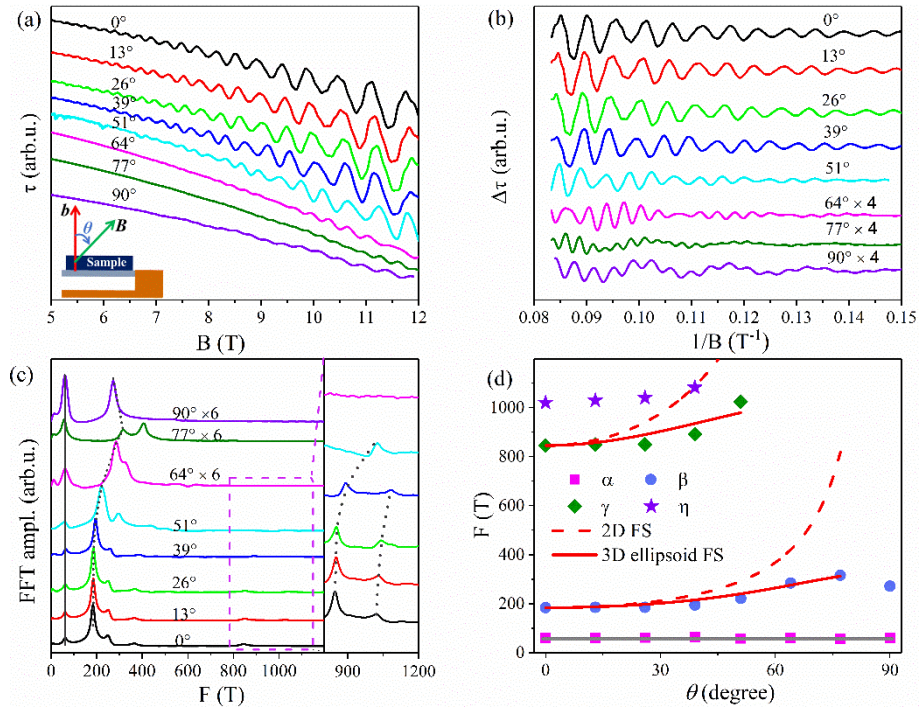 (a)
0°
13°
26°
39°
51°
64°
77°
90°
b
θ
B
Sample
τ (arb.u.)
5 6 7 8 9 10 11 12
B (T)
(b)
0°
13°
26°
39°
51°
64° × 4
77° × 4
90° × 4
Δτ (arb.u.)
0.08 0.09 0.10 0.11 0.12 0.13 0.14 0.15
1/B (T⁻¹)
(c)
90° ×6
77° ×6
64° × 6
51°
39°
26°
13°
0°
FFT ampl. (arb.u.)
0 200 400 600 800 1000 900 1200
F (T)
(d)
1000
800
600
400
200
0
F (T)
α β
γ η
2D FS
3D ellipsoid FS
0 30 60 90
θ (degree)